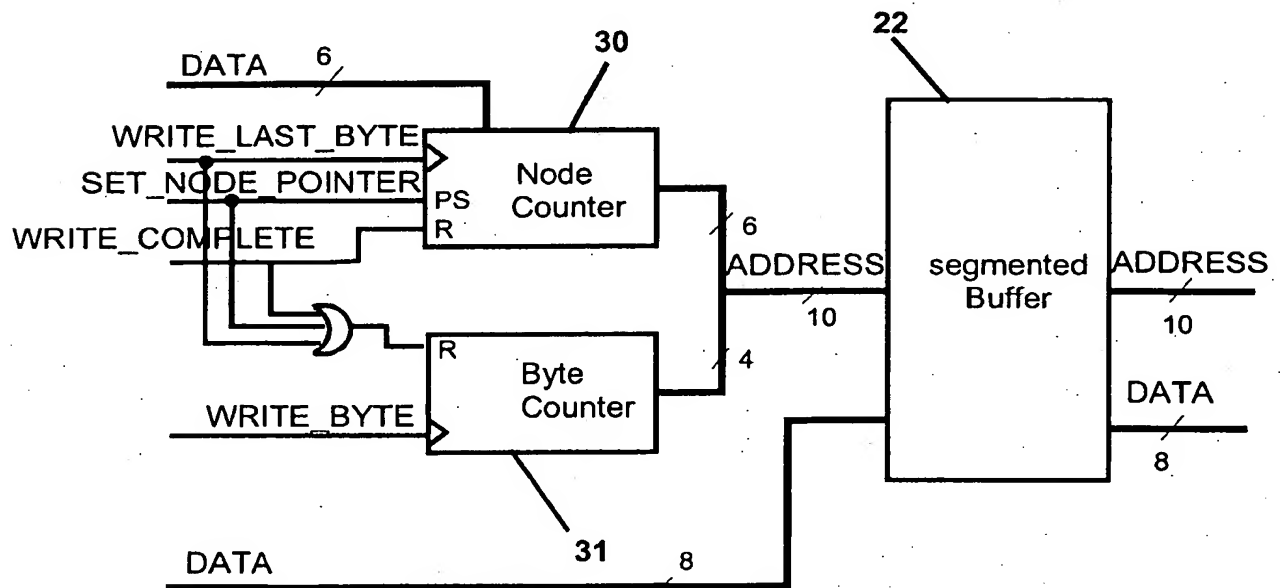 22
30
DATA 6
WRITE_LAST_BYTE
SET_NODE_POINTER
PS
R
WRITE_COMPLETE
Node
Counter
6
ADDRESS
10
segmented
Buffer
ADDRESS
10
R
Byte
Counter
4
WRITE_BYTE
DATA
8
31
DATA 8